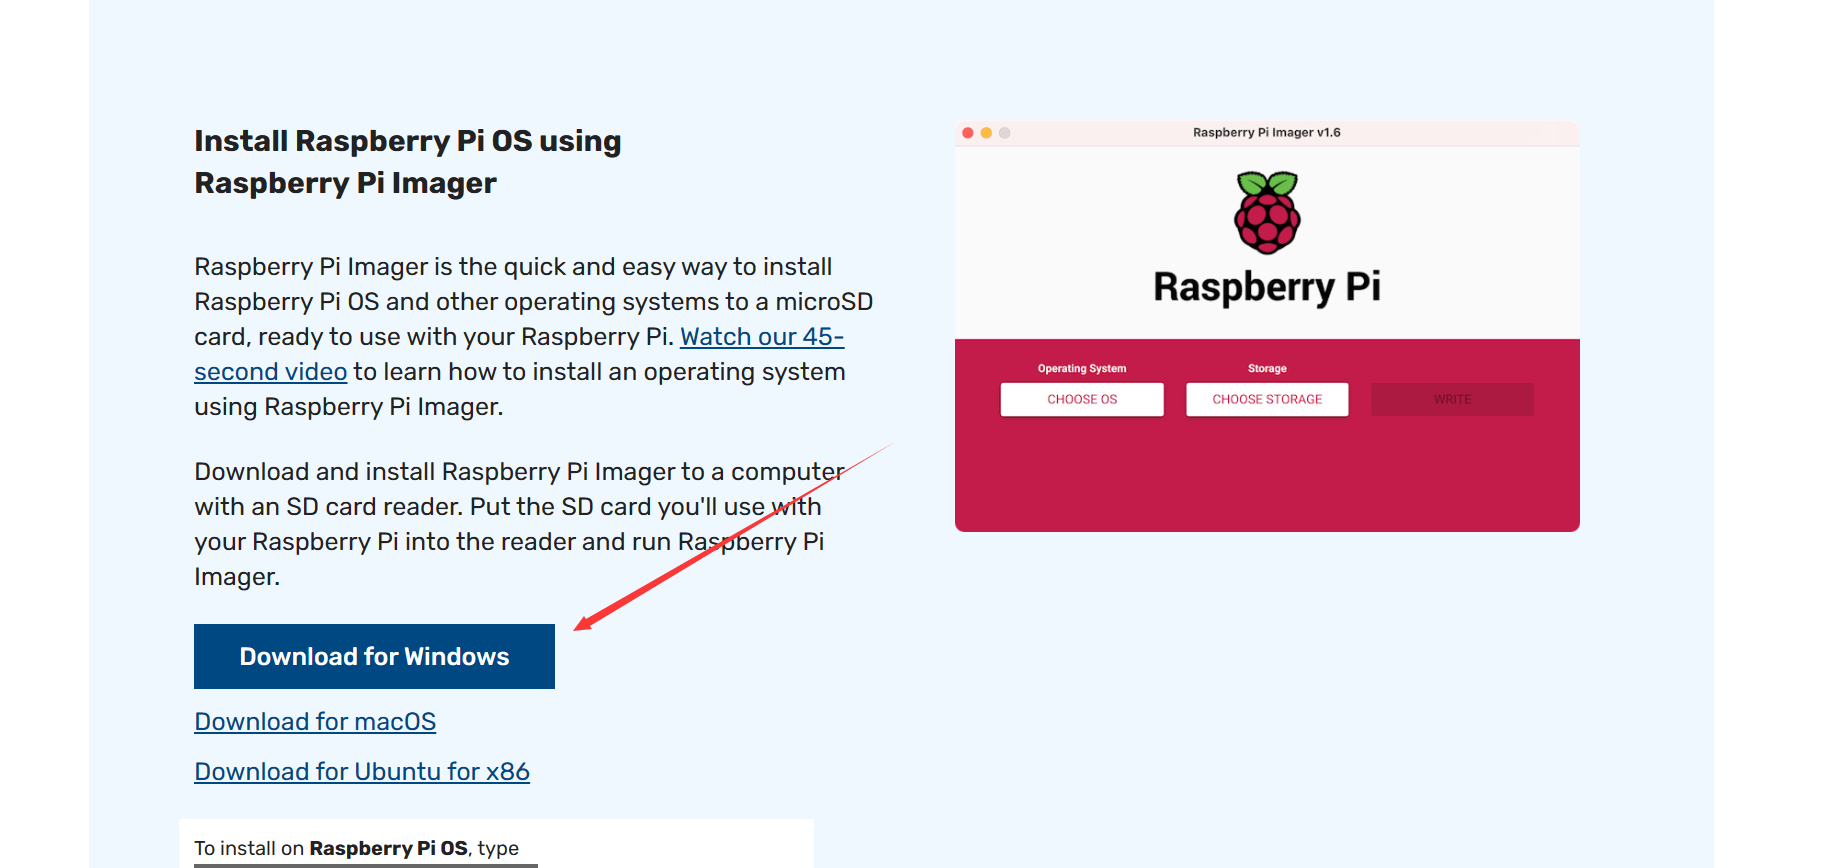 Install Raspberry Pi OS using
Raspberry Pi Imager
Raspberry Pi Imager is the quick and easy way to install
Raspberry Pi OS and other operating systems to a microSD
card, ready to use with your Raspberry Pi. Watch our 45-
second video to learn how to install an operating system
using Raspberry Pi Imager.
Download and install Raspberry Pi Imager to a computer
with an SD card reader. Put the SD card you'll use with
your Raspberry Pi into the reader and run Raspberry Pi
Imager.
Download for Windows
Download for macOS
Download for Ubuntu for x86
To install on Raspberry Pi OS, type
Raspberry Pi Imager v1.6
Raspberry Pi
Operating System
Storage
CHOOSE OS
CHOOSE STORAGE
WRITE